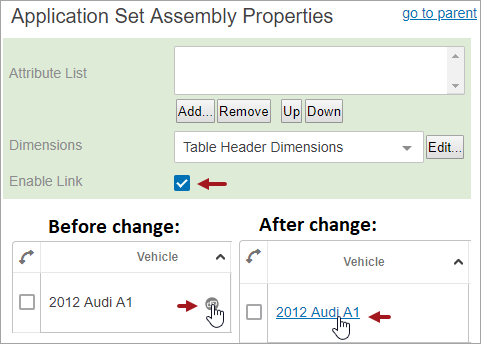 Application Set Assembly Properties go to parent
Attribute List
Add... Remove Up Down
Dimensions Table Header Dimensions Edit...
Enable Link
Before change: After change:
Vehicle Vehicle
2012 Audi A1 2012 Audi A1